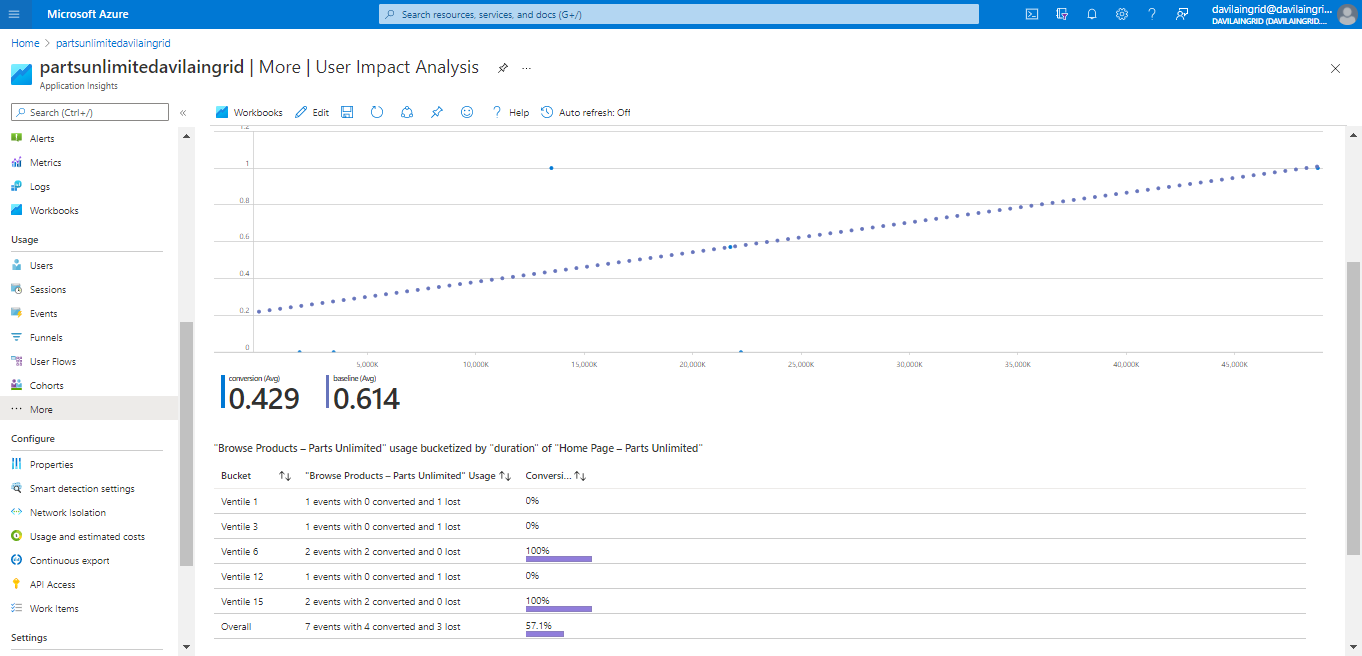 Microsoft Azure
Search resources, services, and docs (G+/)
davilaingrid@davilaingri...
DAVILAINGRID (DAVILAINGRID....
Home > partsunlimitedavilaingrid
partsunlimitedavilaingrid | More | User Impact Analysis ...
Application Insights
Search (Ctrl+/)
«
Workbooks Edit Help Auto refresh: Off
Alerts
Metrics
Logs
Workbooks
Usage
Users
Sessions
Events
Funnels
User Flows
Cohorts
More
Configure
Properties
Smart detection settings
Network Isolation
Usage and estimated costs
Continuous export
API Access
Work Items
Settings
1.2
1
0.8
0.6
0.4
0.2
0
5,000K 10,000K 15,000K 20,000K 25,000K 30,000K 35,000K 40,000K 45,000K
conversion (Avg) baseline (Avg)
0.429 0.614
"Browse Products – Parts Unlimited" usage bucketized by "duration" of "Home Page – Parts Unlimited"
Bucket ↑↓ "Browse Products – Parts Unlimited" Usage ↑↓ Conversi... ↑↓
Ventile 1 1 events with 0 converted and 1 lost 0%
Ventile 3 1 events with 0 converted and 1 lost 0%
Ventile 6 2 events with 2 converted and 0 lost 100%
Ventile 12 1 events with 0 converted and 1 lost 0%
Ventile 15 2 events with 2 converted and 0 lost 100%
Overall 7 events with 4 converted and 3 lost 57.1%